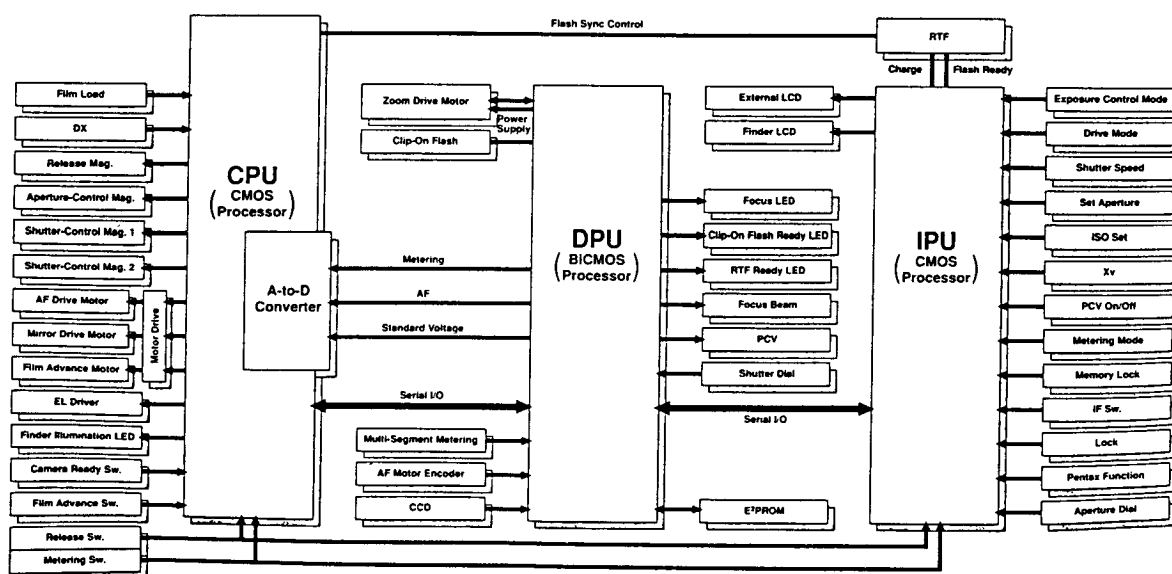 Flash Sync Control
RTF
Charge
Flash Ready
Film Load
DX
Release Mag.
Aperture-Control Mag.
Shutter-Control Mag. 1
Shutter-Control Mag. 2
AF Drive Motor
Mirror Drive Motor
Film Advance Motor
Motor Drive
EL Driver
Finder Illumination LED
Camera Ready Sw.
Film Advance Sw.
Release Sw.
Metering Sw.
CPU
(CMOS
Processor)
A-to-D
Converter
Zoom Drive Motor
Power
Supply
Clip-On Flash
Metering
AF
Standard Voltage
Serial I/O
Multi-Segment Metering
AF Motor Encoder
CCD
DPU
(BiCMOS
Processor)
External LCD
Finder LCD
Focus LED
Clip-On Flash Ready LED
RTF Ready LED
Focus Beam
PCV
Shutter Dial
Serial I/O
E²PROM
IPU
(CMOS
Processor)
Exposure Control Mode
Drive Mode
Shutter Speed
Set Aperture
ISO Set
Xv
PCV On/Off
Metering Mode
Memory Lock
IF Sw.
Lock
Pentax Function
Aperture Dial